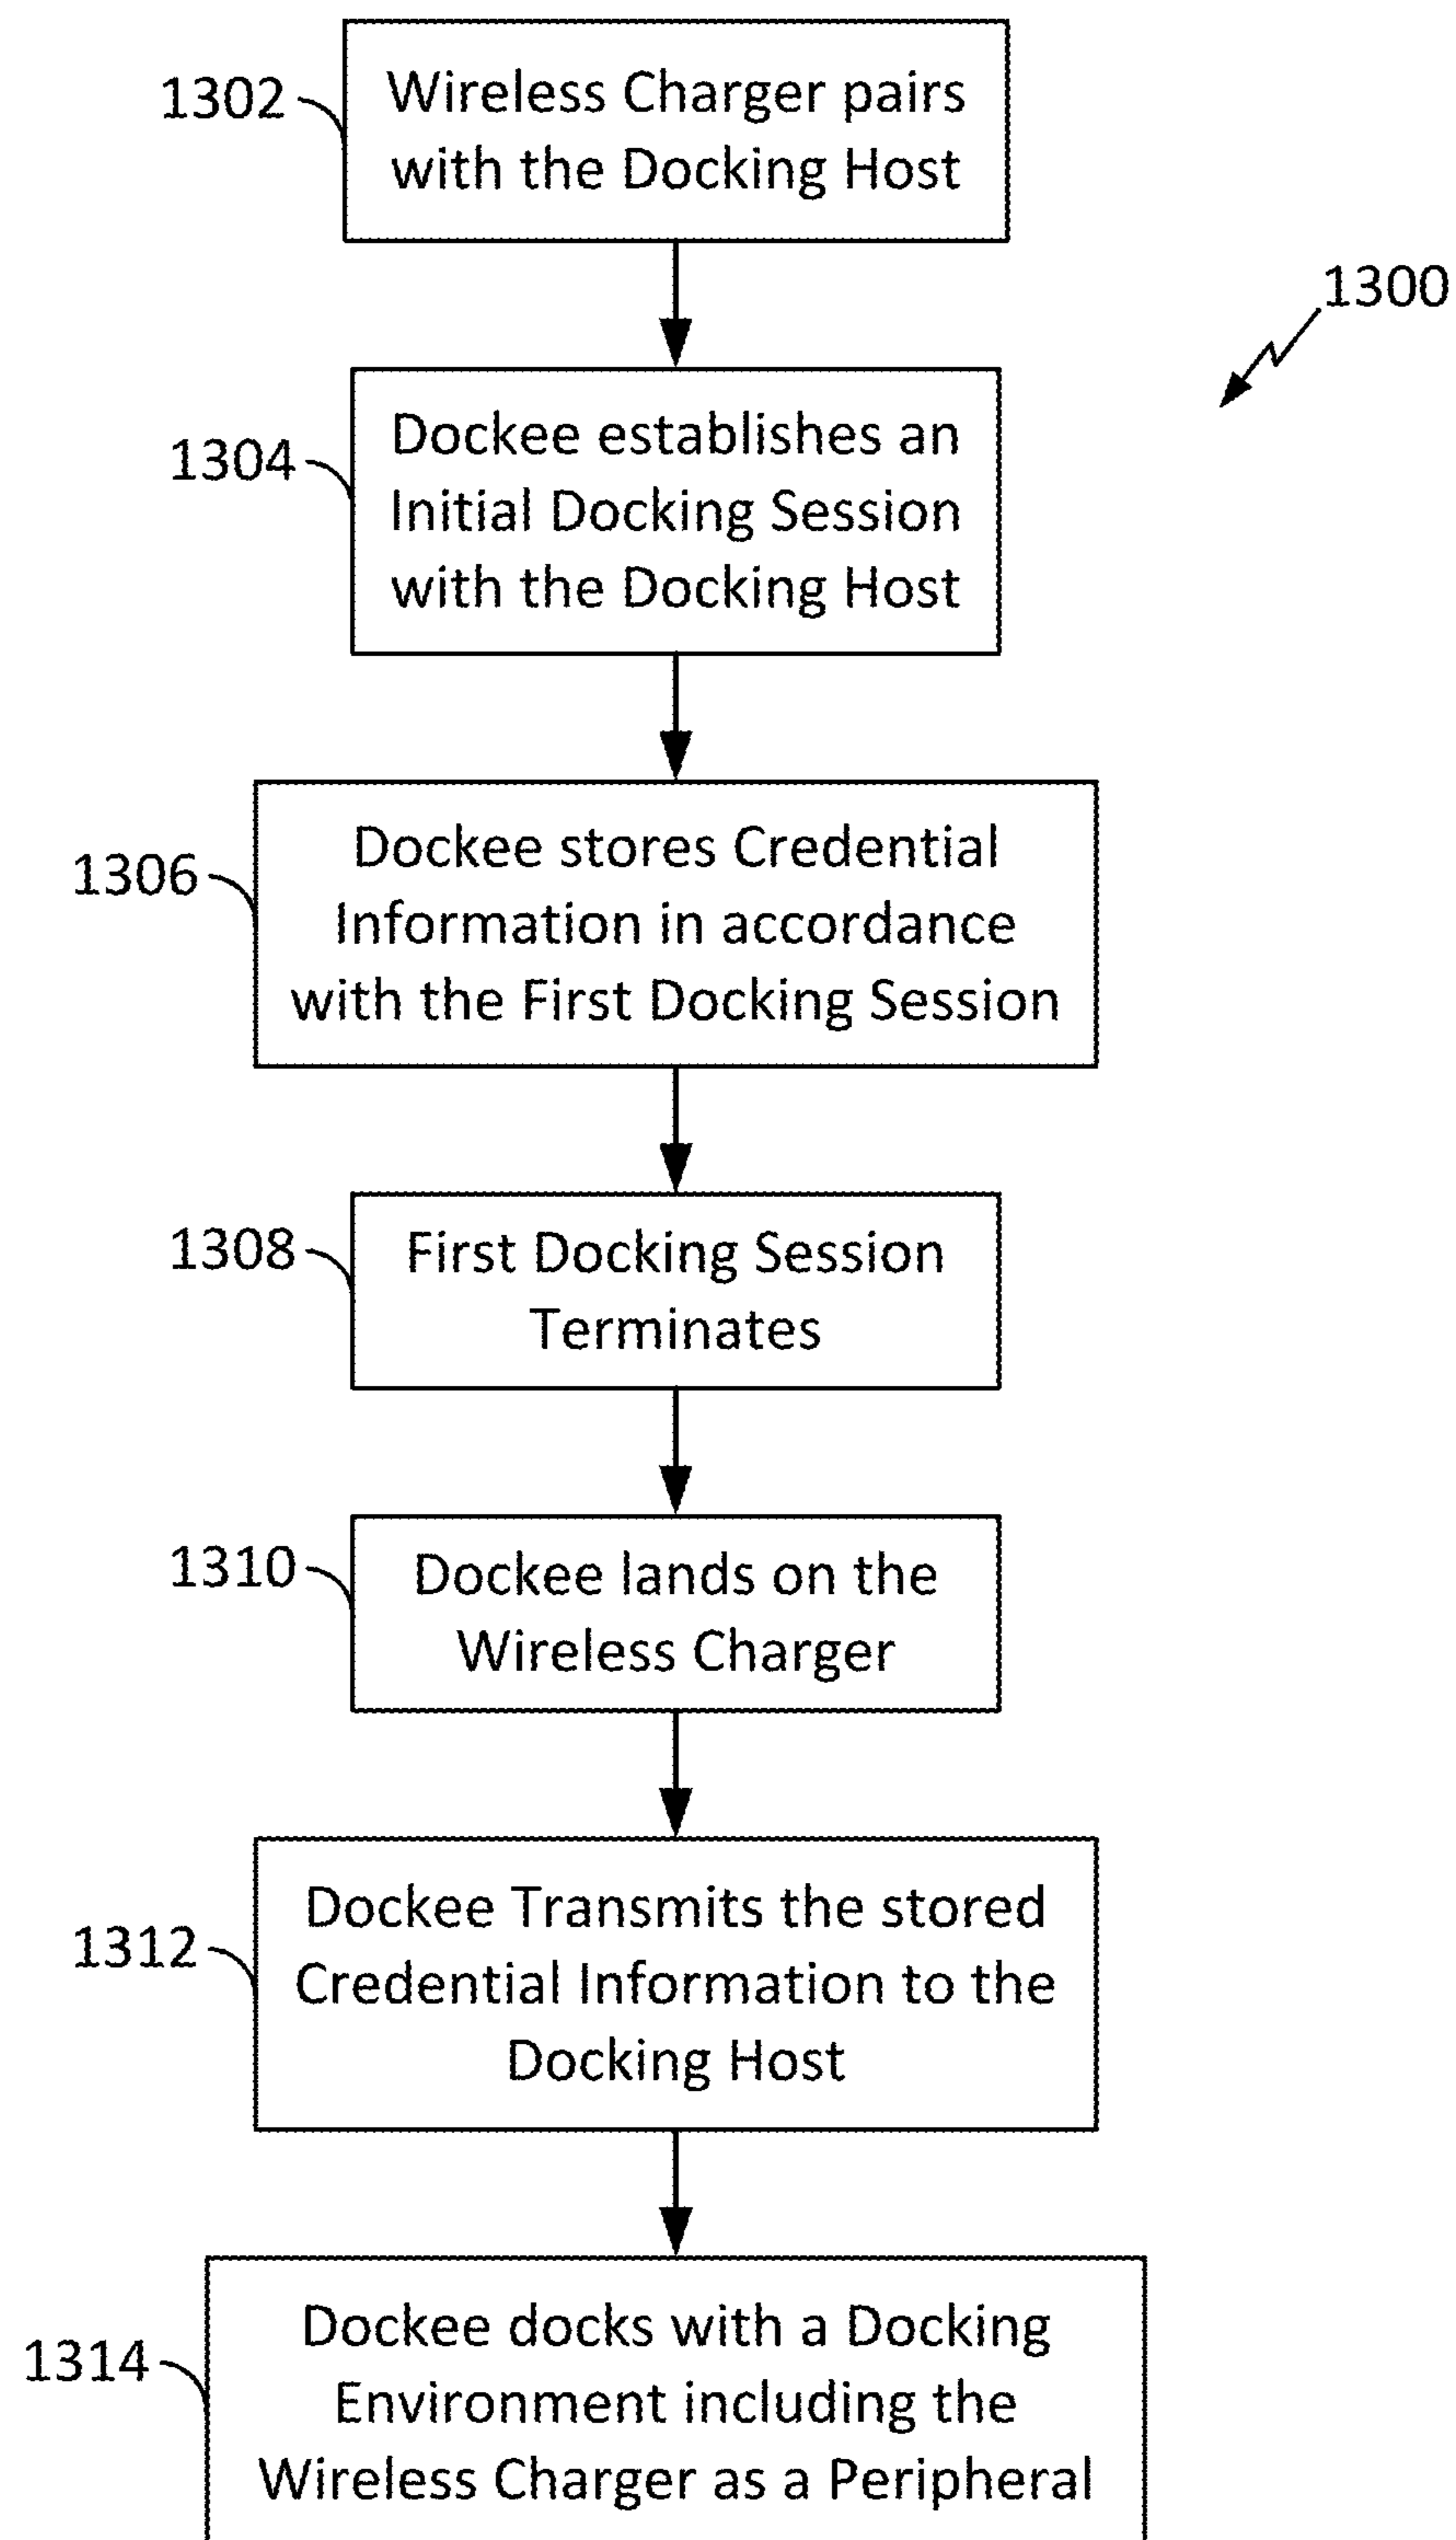 1302
Wireless Charger pairs
with the Docking Host
1300
1304
Dockee establishes an
Initial Docking Session
with the Docking Host
1306
Dockee stores Credential
Information in accordance
with the First Docking Session
1308
First Docking Session
Terminates
1310
Dockee lands on the
Wireless Charger
1312
Dockee Transmits the stored
Credential Information to the
Docking Host
1314
Dockee docks with a Docking
Environment including the
Wireless Charger as a Peripheral